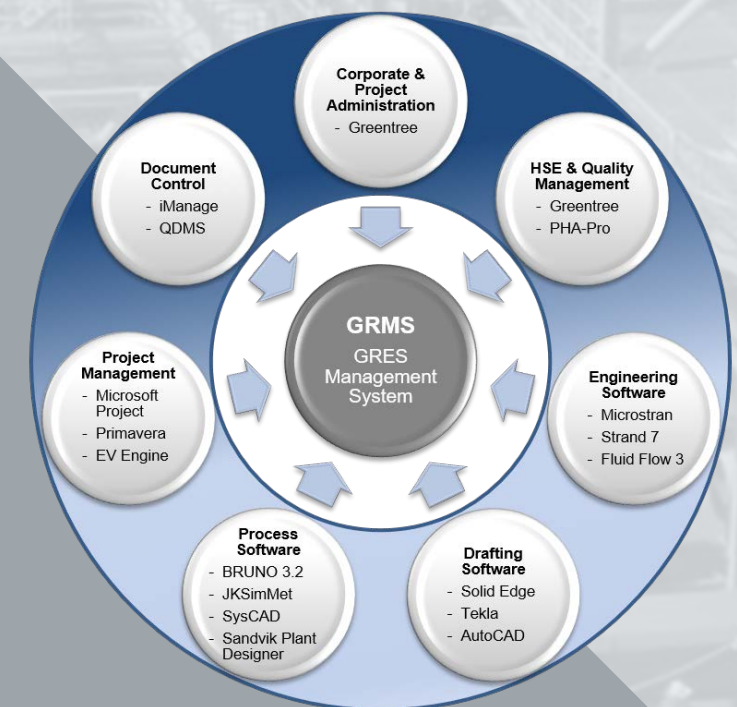 Corporate &
Project
Administration
- Greentree
HSE & Quality
Management
- Greentree
- PHA-Pro
Engineering
Software
- Microstran
- Strand 7
- Fluid Flow 3
Drafting
Software
- Solid Edge
- Tekla
- AutoCAD
Process
Software
- BRUNO 3.2
- JKSimMet
- SysCAD
- Sandvik Plant
Designer
Project
Management
- Microsoft
Project
- Primavera
- EV Engine
Document
Control
- iManage
- QDMS
GRMS
GRES
Management
System